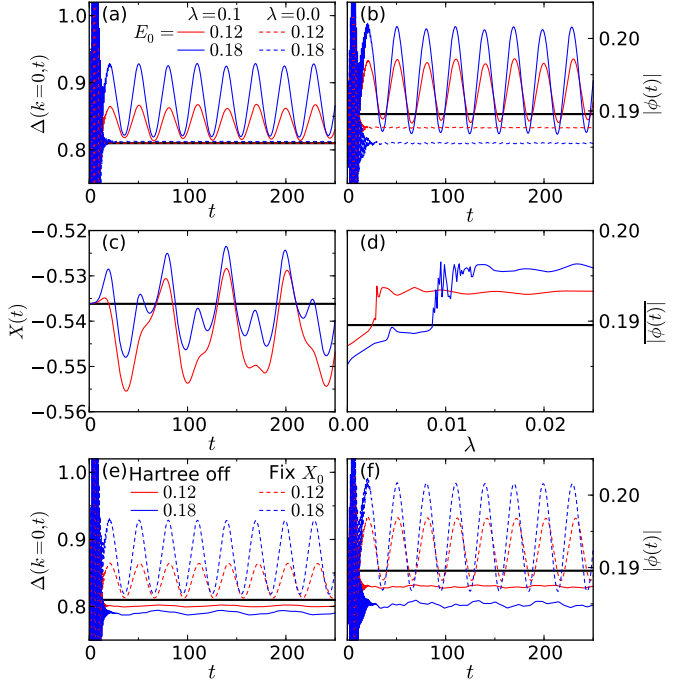 (a) λ=0.1 λ=0.0
E₀= 0.12 0.12
0.18 0.18
1.0
0.9
0.8
Δ(k=0,t)
0 100 200
t
(b)
0.20
0.19
|ϕ(t)|
0 100 200
t
(c)
−0.52
−0.53
−0.54
−0.55
−0.56
X(t)
0 100 200
t
(d)
0.20
0.19
|ϕ(t)|
0.00 0.01 0.02
λ
(e)
Hartree off
0.12
0.18
1.0
0.9
0.8
Δ(k=0,t)
0 100 200
t
Fix X₀
0.12
0.18
(f)
0.20
0.19
|ϕ(t)|
0 100 200
t